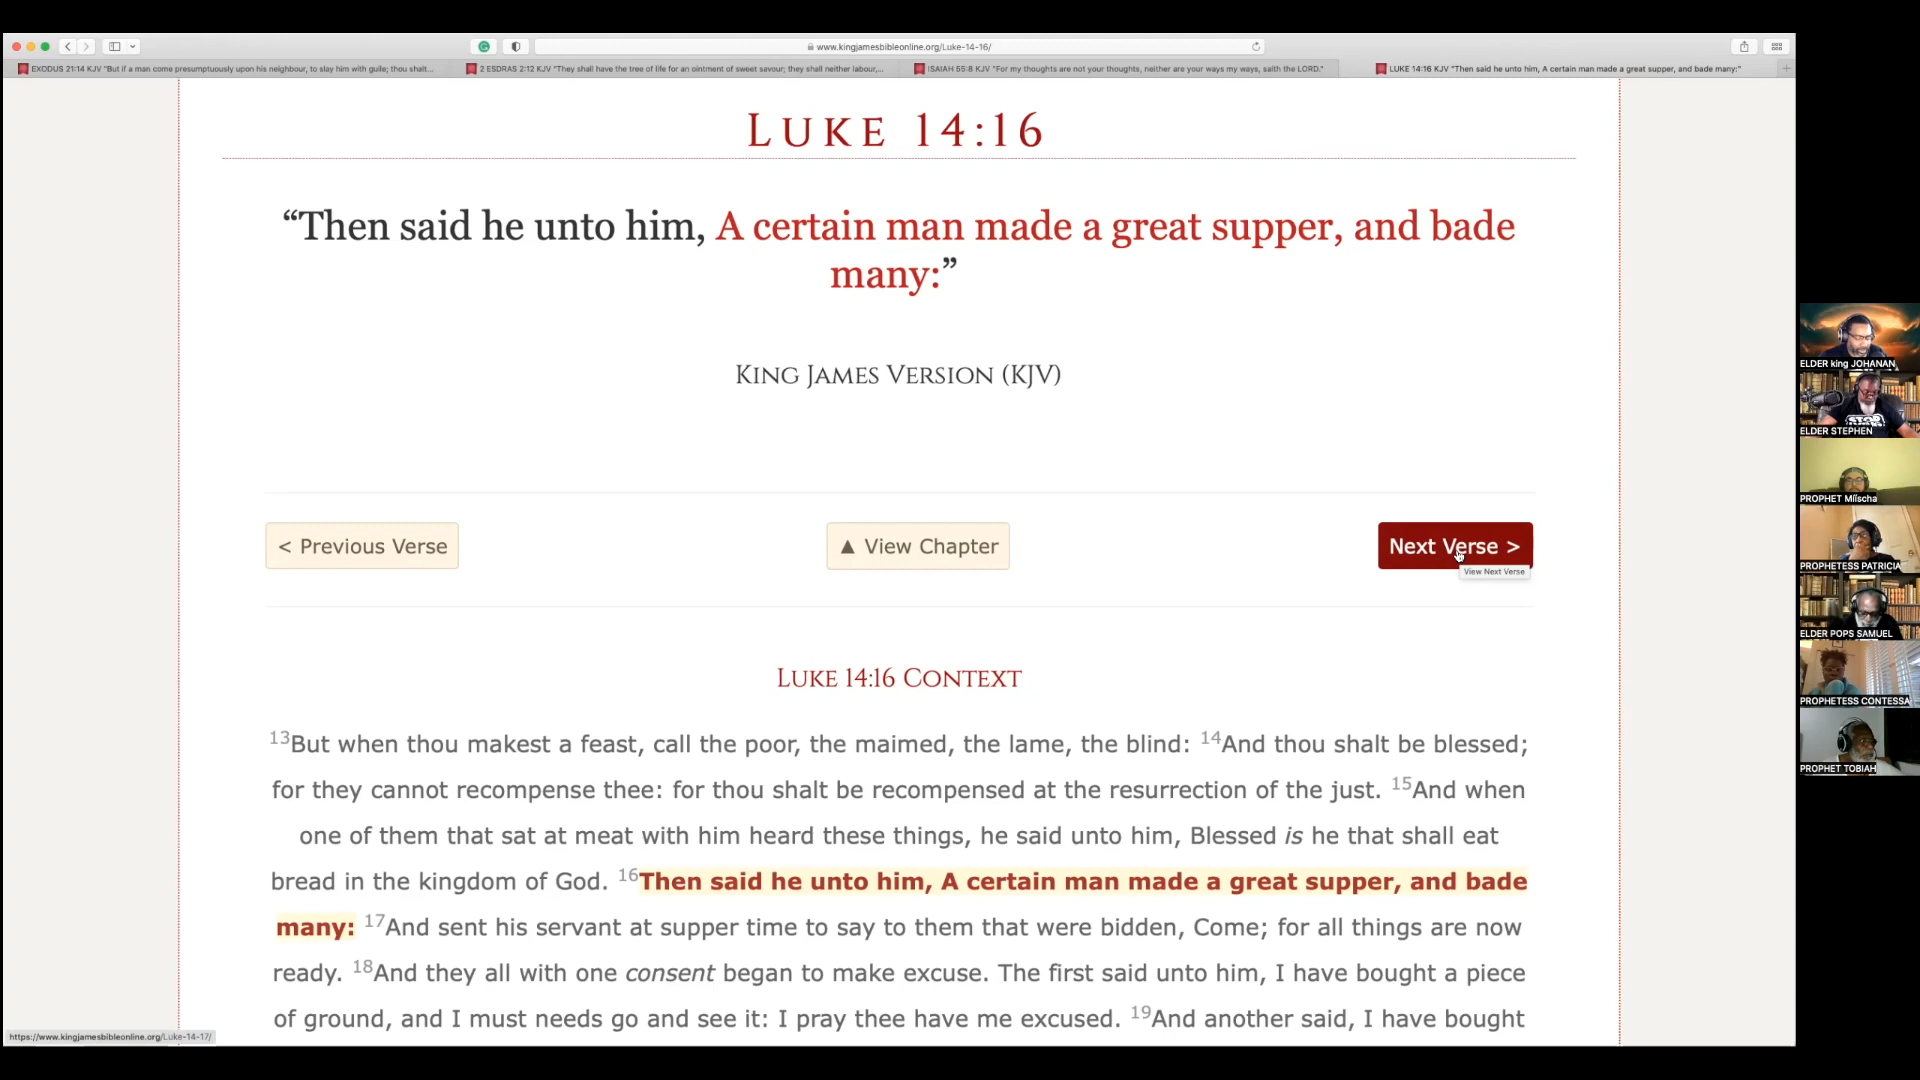 www.kingjamesbibleonline.org/Luke-14-16/
EXODUS 21:14 KJV "But if a man come presumptuously upon his neighbour, to slay him with guile; thou shalt...
2 ESDRAS 2:12 KJV "They shall have the tree of life for an ointment of sweet savour; they shall neither labour,...
ISAIAH 55:8 KJV "For my thoughts are not your thoughts, neither are your ways my ways, saith the LORD."
LUKE 14:16 KJV "Then said he unto him, A certain man made a great supper, and bade many:"
LUKE 14:16
“Then said he unto him, A certain man made a great supper, and bade
many:”
KING JAMES VERSION (KJV)
< Previous Verse
▲ View Chapter
Next Verse >
View Next Verse
LUKE 14:16 CONTEXT
13But when thou makest a feast, call the poor, the maimed, the lame, the blind: 14And thou shalt be blessed;
for they cannot recompense thee: for thou shalt be recompensed at the resurrection of the just. 15And when
one of them that sat at meat with him heard these things, he said unto him, Blessed is he that shall eat
bread in the kingdom of God. 16Then said he unto him, A certain man made a great supper, and bade
many: 17And sent his servant at supper time to say to them that were bidden, Come; for all things are now
ready. 18And they all with one consent began to make excuse. The first said unto him, I have bought a piece
of ground, and I must needs go and see it: I pray thee have me excused. 19And another said, I have bought
https://www.kingjamesbibleonline.org/Luke-14-17/
ELDER king JOHANAN
ELDER STEPHEN
PROPHET Miischa
PROPHETESS PATRICIA
ELDER POPS SAMUEL
PROPHETESS CONTESSA
PROPHET TOBIAH